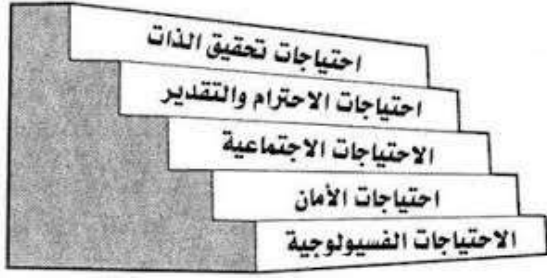 احتياجات تحقيق الذات
احتياجات الاحترام والتقدير
الاحتياجات الاجتماعية
احتياجات الأمان
الاحتياجات الفسيولوجية